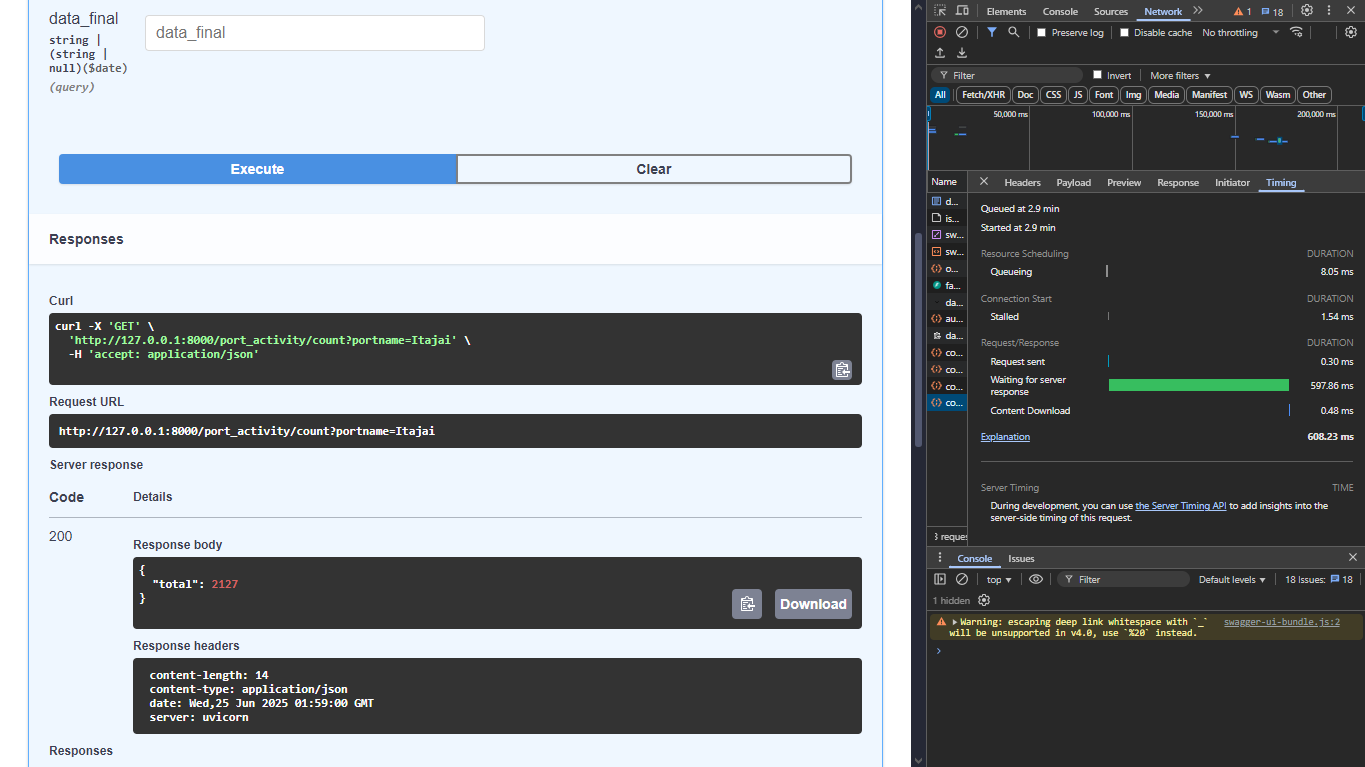 data_final
string |
(string |
null)($date)
(query)
data_final
Execute
Clear
Responses
Curl
curl -X 'GET' \
'http://127.0.0.1:8000/port_activity/count?portname=Itajai' \
-H 'accept: application/json'
Request URL
http://127.0.0.1:8000/port_activity/count?portname=Itajai
Server response
Code
Details
200
Response body
{
"total": 2127
}
Download
Response headers
content-length: 14
content-type: application/json
date: Wed,25 Jun 2025 01:59:00 GMT
server: uvicorn
Responses
Elements Console Sources Network 1 18
Preserve log Disable cache No throttling
Filter Invert More filters
All Fetch/XHR Doc CSS JS Font Img Media Manifest WS Wasm Other
50,000 ms 100,000 ms 150,000 ms 200,000 ms
Name
d...
is...
sw...
sw...
o...
fa...
da...
au...
da...
co...
co...
co...
co...
3 reques
Headers Payload Preview Response Initiator Timing
Queued at 2.9 min
Started at 2.9 min
Resource Scheduling DURATION
Queueing 8.05 ms
Connection Start DURATION
Stalled 1.54 ms
Request/Response DURATION
Request sent 0.30 ms
Waiting for server
response 597.86 ms
Content Download 0.48 ms
Explanation 608.23 ms
Server Timing TIME
During development, you can use the Server Timing API to add insights into the
server-side timing of this request.
Console Issues
top Filter Default levels 18 Issues: 18
1 hidden
Warning: escaping deep link whitespace with `_` swagger-ui-bundle.js:2
will be unsupported in v4.0, use `%20` instead.